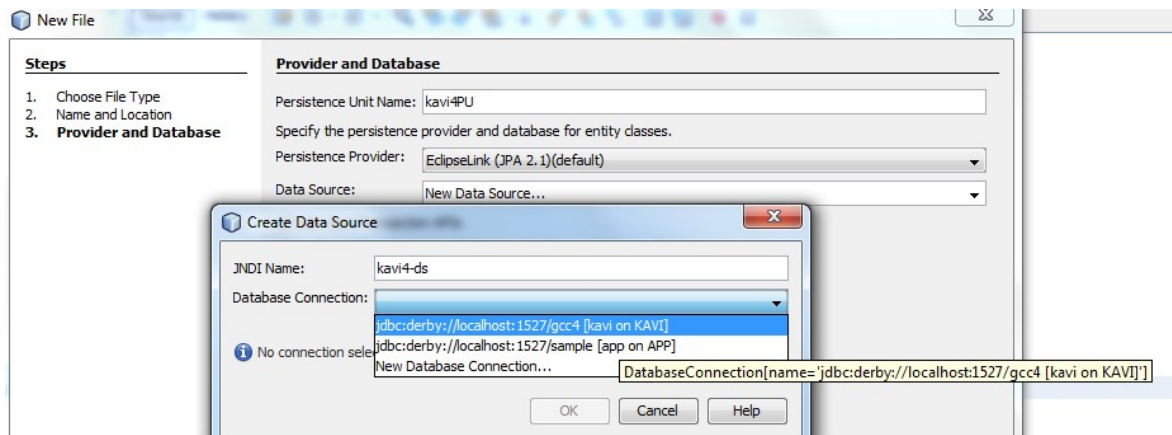 New File
Steps
1. Choose File Type
2. Name and Location
3. Provider and Database
Provider and Database
Persistence Unit Name: kavi4PU
Specify the persistence provider and database for entity classes.
Persistence Provider: EclipseLink (JPA 2.1)(default)
Data Source: New Data Source...
Create Data Source
JNDI Name: kavi4-ds
Database Connection:
jdbc:derby://localhost:1527/gcc4 [kavi on KAVI]
jdbc:derby://localhost:1527/sample [app on APP]
New Database Connection...
No connection sele
DatabaseConnection[name='jdbc:derby://localhost:1527/gcc4 [kavi on KAVI]']
OK Cancel Help